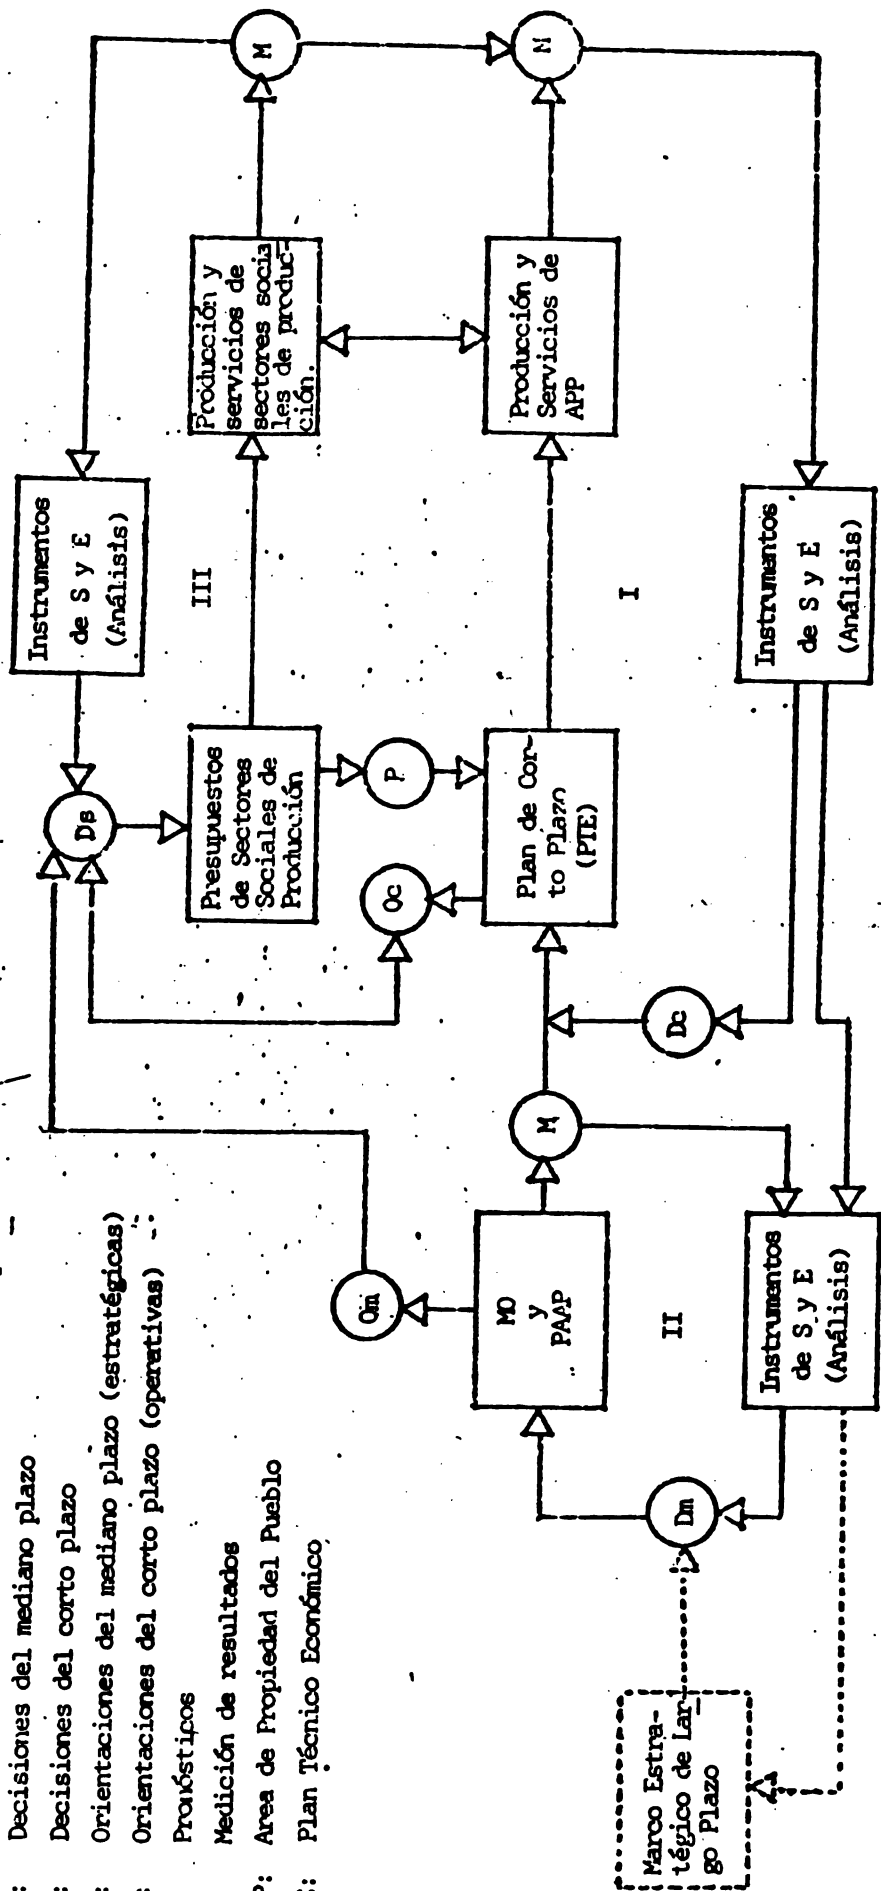 : Decisiones del mediano plazo
: Decisiones del corto plazo
: Orientaciones del mediano plazo (estratégicas)
: Orientaciones del corto plazo (operativas)
Pronósticos
Medición de resultados
P: Area de Propiedad del Pueblo
: Plan Técnico Económico
Instrumentos
de S y E
(Análisis)
M
Ds
III
Producción y
servicios de
sectores socia
les de produc-
ción.
Presupuestos
de Sectores
Sociales de
Producción
P
Oc
Om
M
Producción y
Servicios de
APP
Plan de Cor-
to Plazo
(PTE)
M
MO
y
PAAP
I
II
Dc
Dm
Instrumentos
de S y E
(Análisis)
Instrumentos
de S y E
(Análisis)
Marco Estra-
tégico de Lar
go Plazo